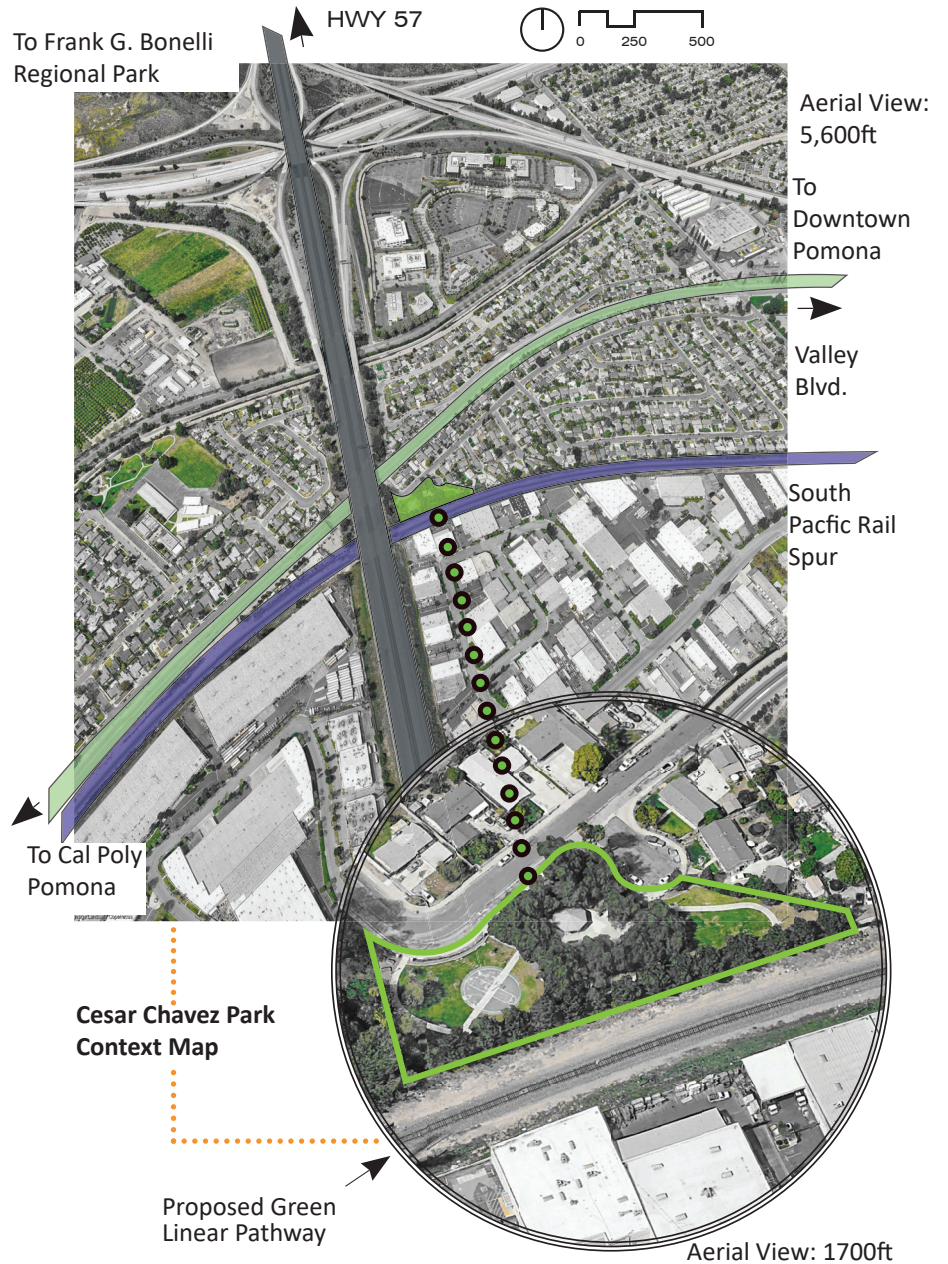 HWY 57
To Frank G. Bonelli
Regional Park
0 250 500
Aerial View:
5,600ft
To
Downtown
Pomona
Valley
Blvd.
South
Pacfic Rail
Spur
To Cal Poly
Pomona
Cesar Chavez Park
Context Map
Proposed Green
Linear Pathway
Aerial View: 1700ft